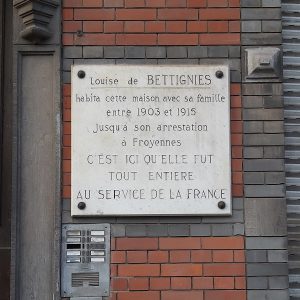 Louise de BETTIGNIES
habita cette maison avec sa famille
entre 1903 et 1915
Jusqu'à son arrestation
à Froyennes
C'EST ICI QU'ELLE FUT
TOUT ENTIERE
AU SERVICE DE LA FRANCE